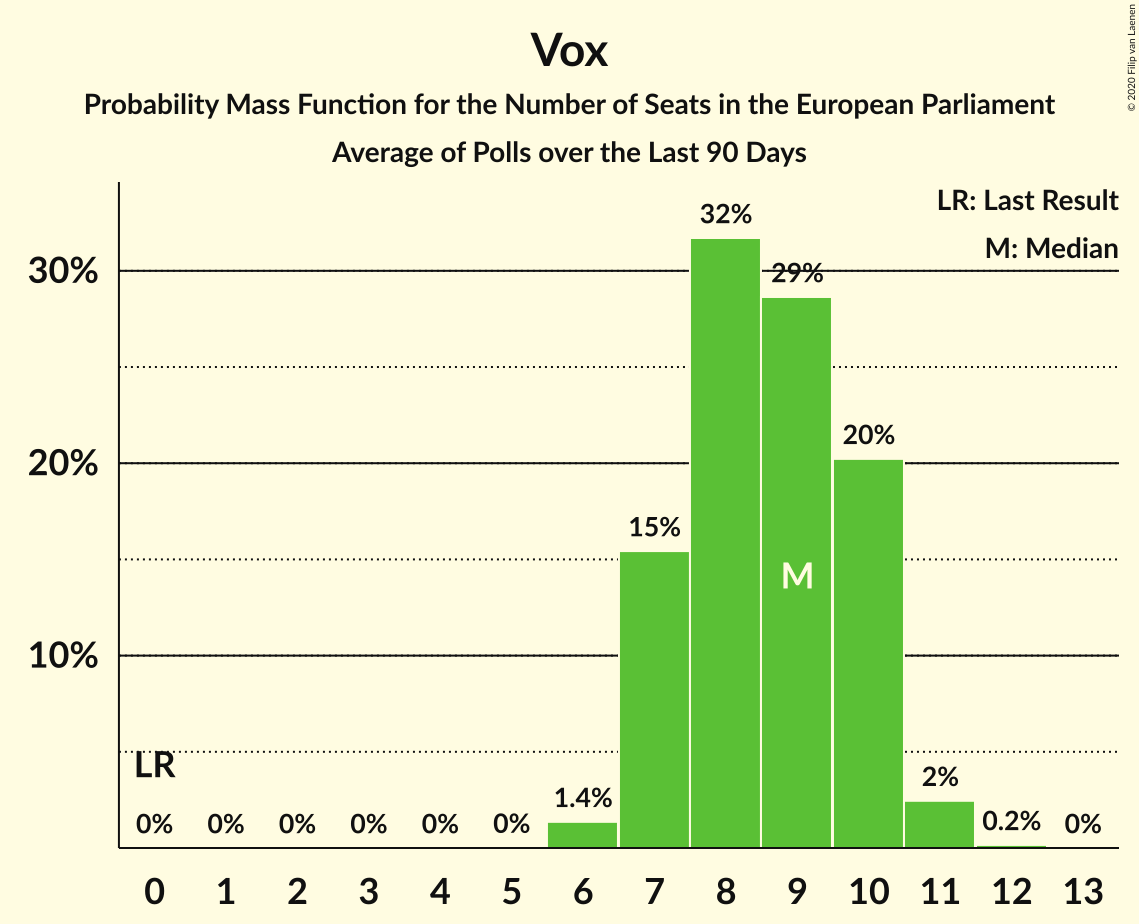 Vox
Probability Mass Function for the Number of Seats in the European Parliament
Average of Polls over the Last 90 Days
© 2020 Filip van Laenen
LR: Last Result
M: Median
30%
20%
10%
32%
29%
20%
15%
M
LR
0% 0% 0% 0% 0% 0% 1.4% 2% 0.2% 0%
0 1 2 3 4 5 6 7 8 9 10 11 12 13